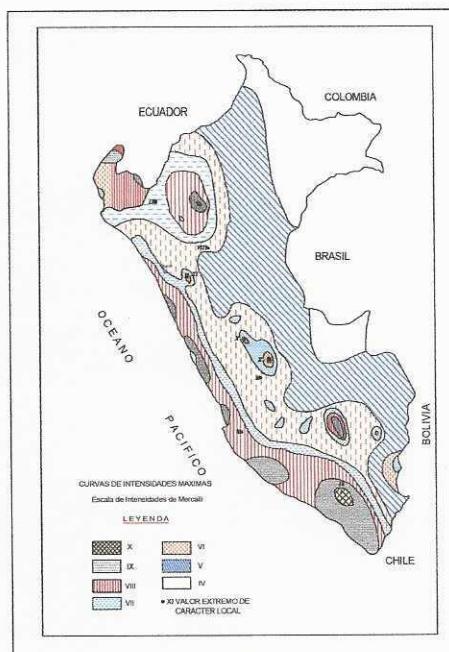 COLOMBIA
ECUADOR
BRASIL
OCEANO
PACIFICO
BOLIVIA
CHILE
CURVAS DE INTENSIDADES MAXIMAS
Escala de Intensidades de Mercalli
LEYENDA
X
VI
IX
V
VIII
IV
VII
• XI VALOR EXTREMO DE
CARACTER LOCAL